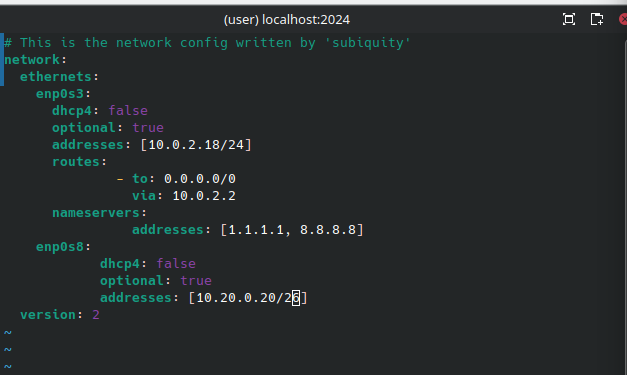 (user) localhost:2024
# This is the network config written by 'subiquity'
network:
  ethernets:
    enp0s3:
      dhcp4: false
      optional: true
      addresses: [10.0.2.18/24]
      routes:
              - to: 0.0.0.0/0
                via: 10.0.2.2
      nameservers:
                addresses: [1.1.1.1, 8.8.8.8]
    enp0s8:
            dhcp4: false
            optional: true
            addresses: [10.20.0.20/26]
  version: 2
~
~
~